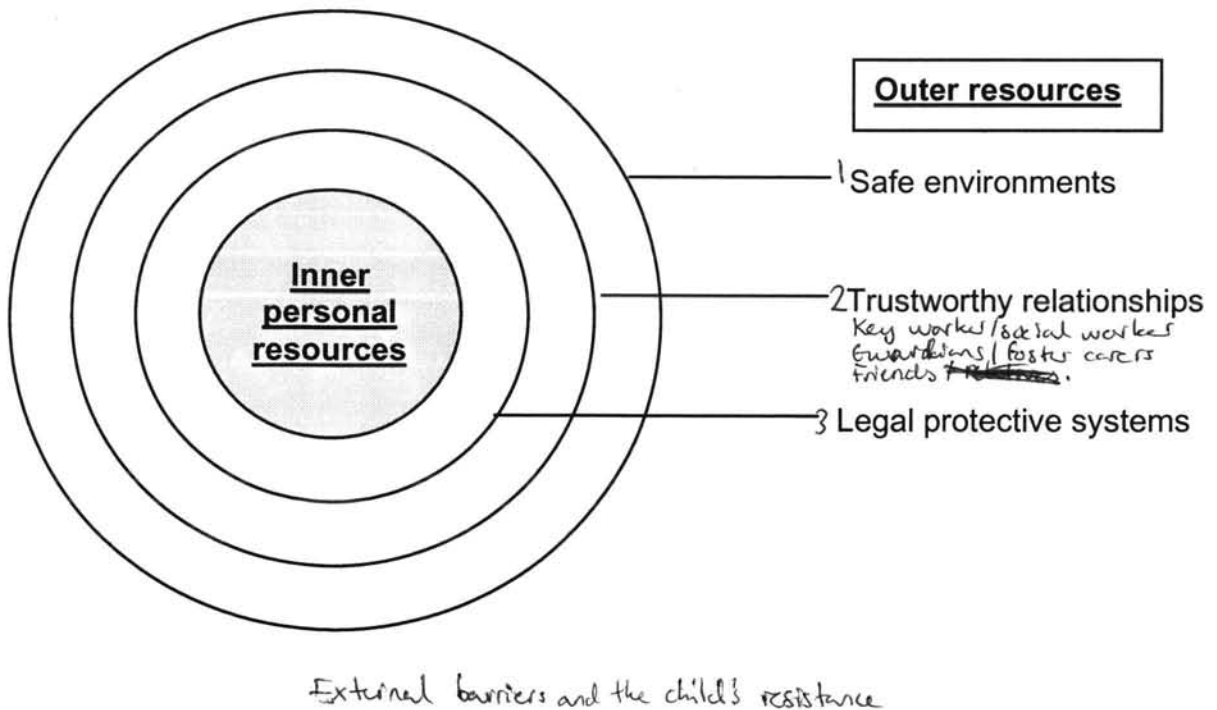 Outer resources
1 Safe environments
Inner
personal
resources
2 Trustworthy relationships
Key worker/social worker
Guardians/foster carers
Friends
3 Legal protective systems
External barriers and the child's resistance